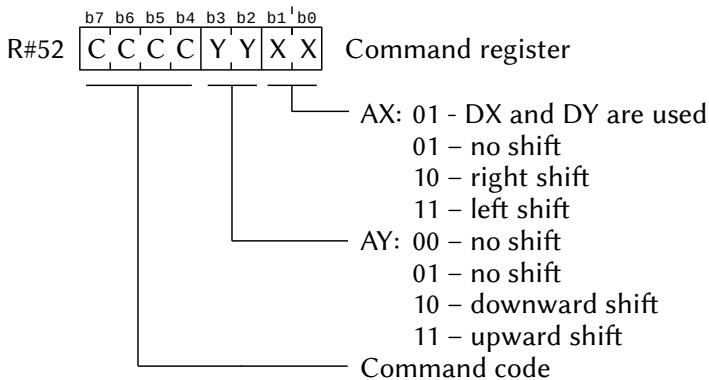 b7 b6 b5 b4 b3 b2 b1 b0
R#52 C C C C Y Y X X Command register
AX: 01 - DX and DY are used
01 – no shift
10 – right shift
11 – left shift
AY: 00 – no shift
01 – no shift
10 – downward shift
11 – upward shift
Command code